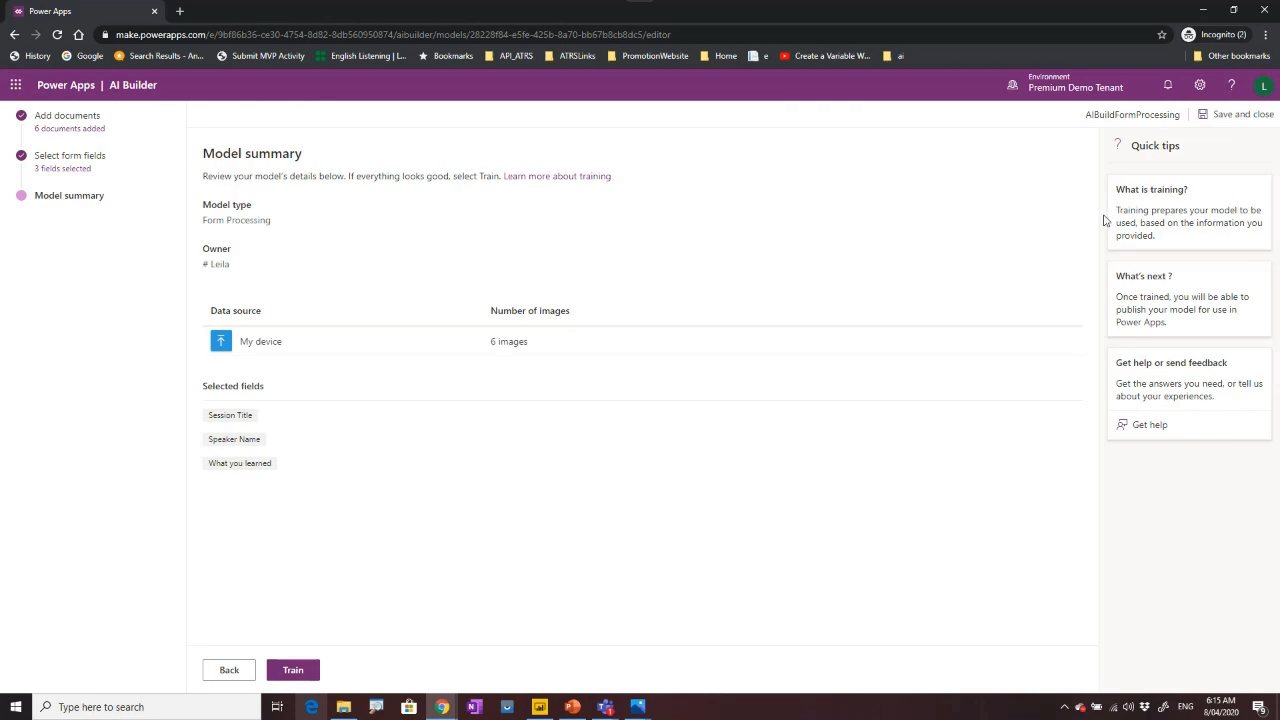 Power Apps
make.powerapps.com/e/9bf86b36-ce30-4754-8d82-8db560950874/aibuilder/models/28228f84-e5fe-425b-8a70-bb67b8cb8dc5/editor
Incognito (2)
History
Google
Search Results - An...
Submit MVP Activity
English Listening | L...
Bookmarks
API_ATRS
ATRSLinks
PromotionWebsite
Home
e
Create a Variable W...
ai
Other bookmarks
Power Apps | AI Builder
Environment
Premium Demo Tenant
L
AIBuildFormProcessing
Save and close
Add documents
6 documents added
Select form fields
3 fields selected
Model summary
Model summary
Review your model's details below. If everything looks good, select Train. Learn more about training
Model type
Form Processing
Owner
# Leila
Data source Number of images
My device 6 images
Selected fields
Session Title
Speaker Name
What you learned
Back
Train
Quick tips
What is training?
Training prepares your model to be
used, based on the information you
provided.
What's next ?
Once trained, you will be able to
publish your model for use in
Power Apps.
Get help or send feedback
Get the answers you need, or tell us
about your experiences.
Get help
Type here to search
ENG
6:15 AM
8/04/2020